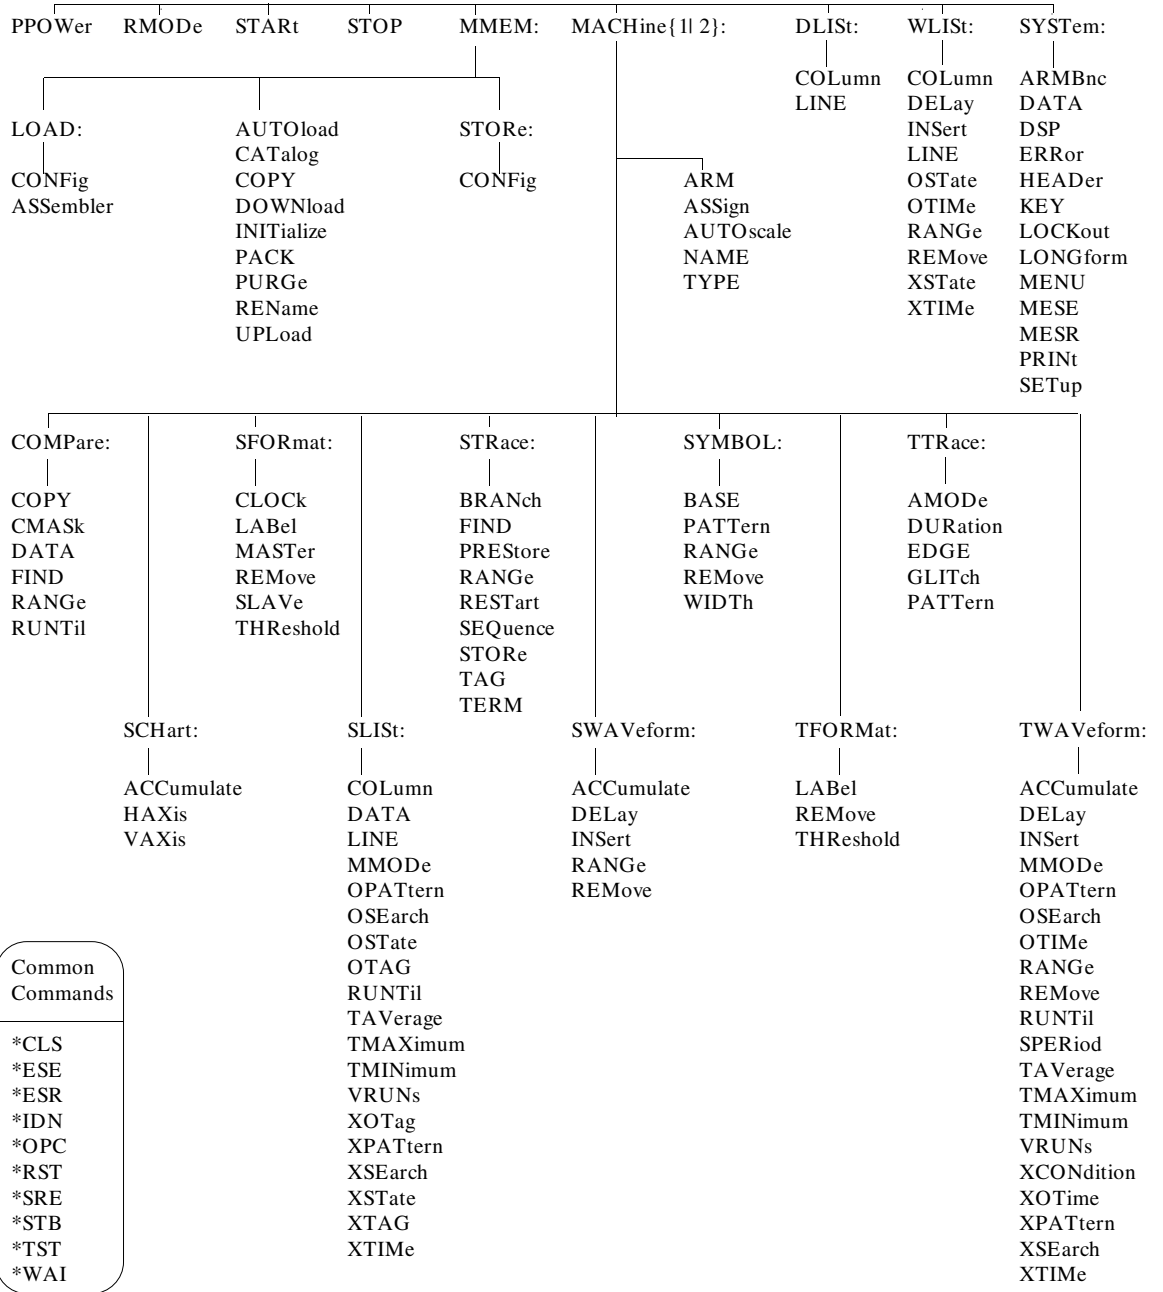 PPOWer RMODe STARt STOP MMEM: MACHine{1| 2}: DLISt: WLISt: SYSTem:
COLumn
LINE
COLumn
DELay
INSert
LINE
OSTate
OTIMe
RANGe
REMove
XSTate
XTIMe
ARMBnc
DATA
DSP
ERRor
HEADer
KEY
LOCKout
LONGform
MENU
MESE
MESR
PRINt
SETup
LOAD:
CONFig
ASSembler
AUTOload
CATalog
COPY
DOWNload
INITialize
PACK
PURGe
REName
UPLoad
STORe:
CONFig
ARM
ASSign
AUTOscale
NAME
TYPE
COMPare:
COPY
CMASk
DATA
FIND
RANGe
RUNTil
SFORmat:
CLOCk
LABel
MASTer
REMove
SLAVe
THReshold
STRace:
BRANch
FIND
PREStore
RANGe
RESTart
SEQuence
STORe
TAG
TERM
SYMBOL:
BASE
PATTern
RANGe
REMove
WIDTh
TTRace:
AMODe
DURation
EDGE
GLITch
PATTern
SCHart:
ACCumulate
HAXis
VAXis
SLISt:
COLumn
DATA
LINE
MMODe
OPATtern
OSEarch
OSTate
OTAG
RUNTil
TAVerage
TMAXimum
TMINimum
VRUNs
XOTag
XPATtern
XSEarch
XSTate
XTAG
XTIMe
SWAVeform:
ACCumulate
DELay
INSert
RANGe
REMove
TFORMat:
LABel
REMove
THReshold
TWAVeform:
ACCumulate
DELay
INSert
MMODe
OPATtern
OSEarch
OTIMe
RANGe
REMove
RUNTil
SPERiod
TAVerage
TMAXimum
TMINimum
VRUNs
XCONdition
XOTime
XPATtern
XSEarch
XTIMe
Common
Commands
*CLS
*ESE
*ESR
*IDN
*OPC
*RST
*SRE
*STB
*TST
*WAI